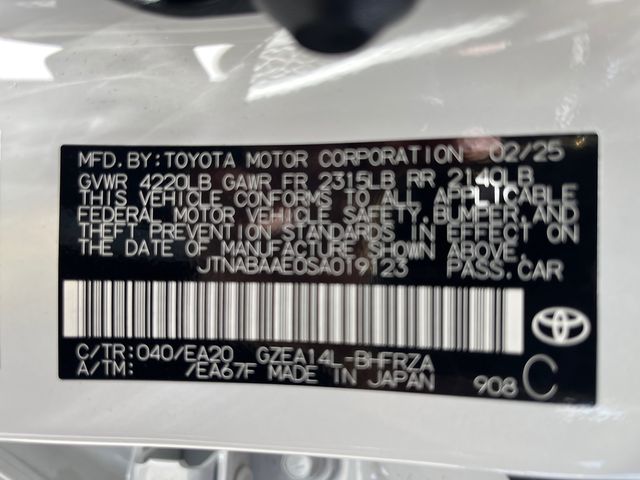 MFD.BY:TOYOTA MOTOR CORPORATION 02/25
GVWR 4220LB GAWR FR 2315LB RR 2140LB
THIS VEHICLE CONFORMS TO ALL APPLICABLE
FEDERAL MOTOR VEHICLE SAFETY,BUMPER,AND
THEFT PREVENTION STANDARDS IN EFFECT ON
THE DATE OF MANUFACTURE SHOWN ABOVE.
JTNABAAE0SA019123 PASS.CAR
C/TR:040/EA20 GZEA14L-BHFRZA
A/TM: /EA67F MADE IN JAPAN 908 C